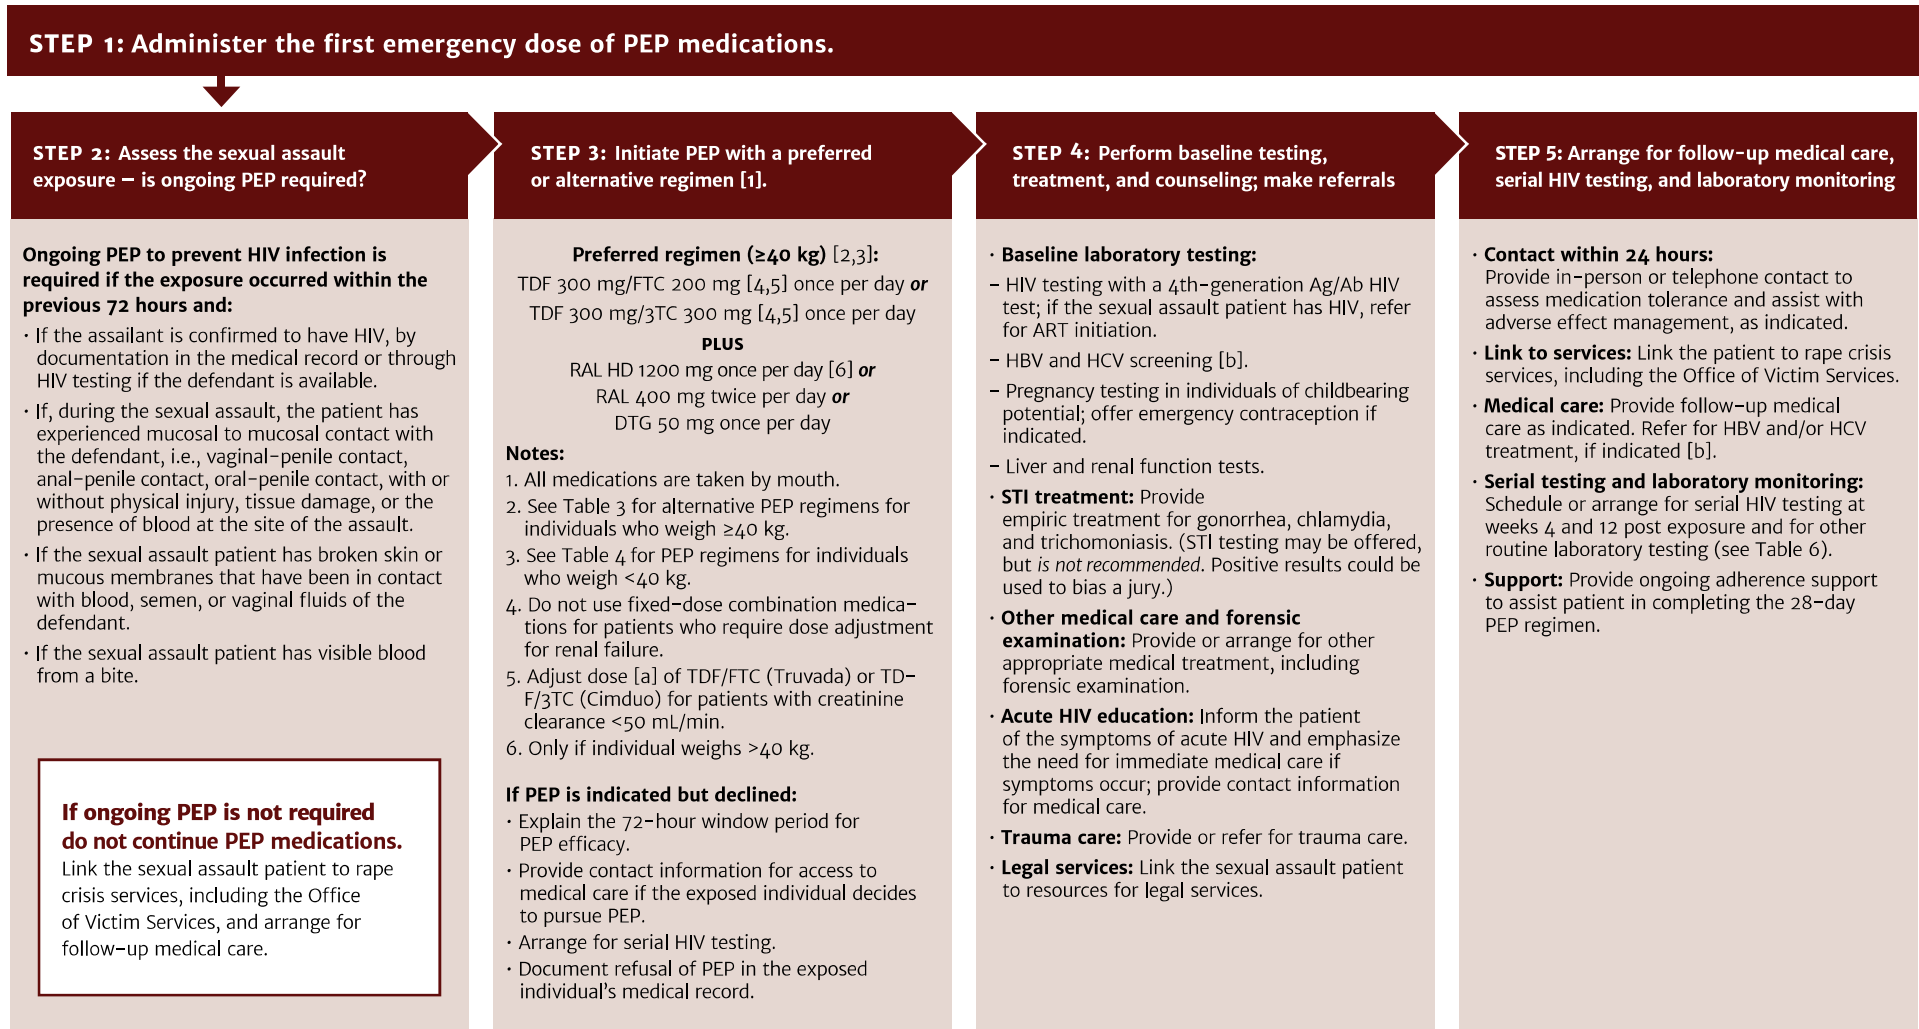 STEP 1: Administer the first emergency dose of PEP medications.
STEP 2: Assess the sexual assault
exposure – is ongoing PEP required?
Ongoing PEP to prevent HIV infection is
required if the exposure occurred within the
previous 72 hours and:
· If the assailant is confirmed to have HIV, by
documentation in the medical record or through
HIV testing if the defendant is available.
· If, during the sexual assault, the patient has
experienced mucosal to mucosal contact with
the defendant, i.e., vaginal-penile contact,
anal-penile contact, oral-penile contact, with or
without physical injury, tissue damage, or the
presence of blood at the site of the assault.
· If the sexual assault patient has broken skin or
mucous membranes that have been in contact
with blood, semen, or vaginal fluids of the
defendant.
· If the sexual assault patient has visible blood
from a bite.
If ongoing PEP is not required
do not continue PEP medications.
Link the sexual assault patient to rape
crisis services, including the Office
of Victim Services, and arrange for
follow-up medical care.
STEP 3: Initiate PEP with a preferred
or alternative regimen [1].
Preferred regimen (≥40 kg) [2,3]:
TDF 300 mg/FTC 200 mg [4,5] once per day or
TDF 300 mg/3TC 300 mg [4,5] once per day
PLUS
RAL HD 1200 mg once per day [6] or
RAL 400 mg twice per day or
DTG 50 mg once per day
Notes:
1. All medications are taken by mouth.
2. See Table 3 for alternative PEP regimens for
individuals who weigh ≥40 kg.
3. See Table 4 for PEP regimens for individuals
who weigh <40 kg.
4. Do not use fixed-dose combination medica-
tions for patients who require dose adjustment
for renal failure.
5. Adjust dose [a] of TDF/FTC (Truvada) or TD-
F/3TC (Cimduo) for patients with creatinine
clearance <50 mL/min.
6. Only if individual weighs >40 kg.
If PEP is indicated but declined:
· Explain the 72-hour window period for
PEP efficacy.
· Provide contact information for access to
medical care if the exposed individual decides
to pursue PEP.
· Arrange for serial HIV testing.
· Document refusal of PEP in the exposed
individual's medical record.
STEP 4: Perform baseline testing,
treatment, and counseling; make referrals
· Baseline laboratory testing:
– HIV testing with a 4th-generation Ag/Ab HIV
test; if the sexual assault patient has HIV, refer
for ART initiation.
– HBV and HCV screening [b].
– Pregnancy testing in individuals of childbearing
potential; offer emergency contraception if
indicated.
– Liver and renal function tests.
· STI treatment: Provide
empiric treatment for gonorrhea, chlamydia,
and trichomoniasis. (STI testing may be offered,
but is not recommended. Positive results could be
used to bias a jury.)
· Other medical care and forensic
examination: Provide or arrange for other
appropriate medical treatment, including
forensic examination.
· Acute HIV education: Inform the patient
of the symptoms of acute HIV and emphasize
the need for immediate medical care if
symptoms occur; provide contact information
for medical care.
· Trauma care: Provide or refer for trauma care.
· Legal services: Link the sexual assault patient
to resources for legal services.
STEP 5: Arrange for follow-up medical care,
serial HIV testing, and laboratory monitoring
· Contact within 24 hours:
Provide in-person or telephone contact to
assess medication tolerance and assist with
adverse effect management, as indicated.
· Link to services: Link the patient to rape crisis
services, including the Office of Victim Services.
· Medical care: Provide follow-up medical
care as indicated. Refer for HBV and/or HCV
treatment, if indicated [b].
· Serial testing and laboratory monitoring:
Schedule or arrange for serial HIV testing at
weeks 4 and 12 post exposure and for other
routine laboratory testing (see Table 6).
· Support: Provide ongoing adherence support
to assist patient in completing the 28-day
PEP regimen.